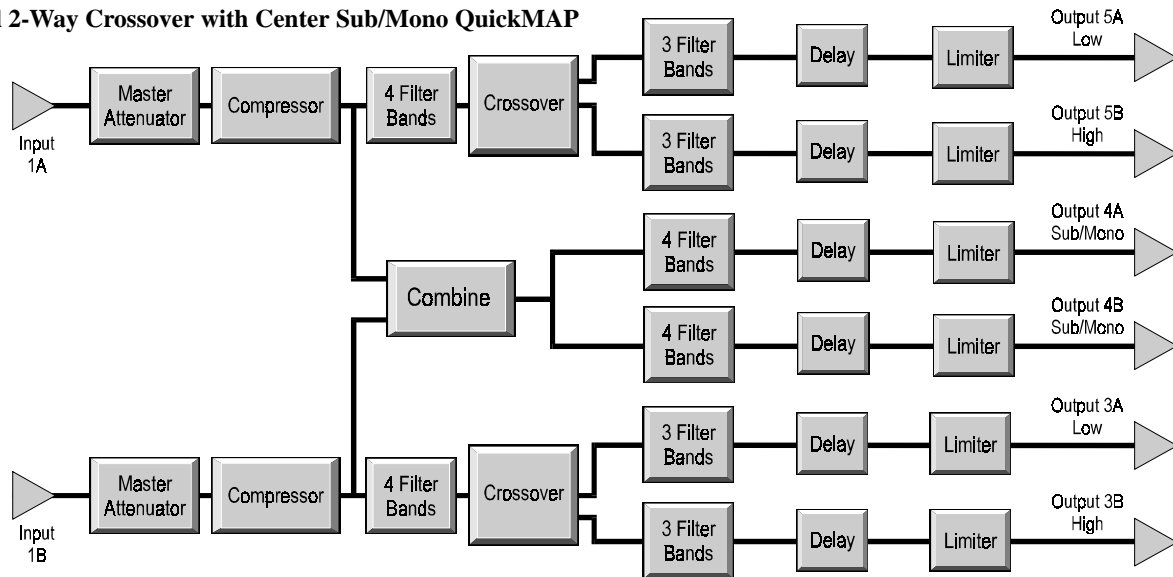 2-Way Crossover with Center Sub/Mono QuickMAP
Input
1A
Master
Attenuator
Compressor
4 Filter
Bands
Crossover
3 Filter
Bands
Delay
Limiter
Output 5A
Low
3 Filter
Bands
Delay
Limiter
Output 5B
High
Combine
4 Filter
Bands
Delay
Limiter
Output 4A
Sub/Mono
4 Filter
Bands
Delay
Limiter
Output 4B
Sub/Mono
Input
1B
Master
Attenuator
Compressor
4 Filter
Bands
Crossover
3 Filter
Bands
Delay
Limiter
Output 3A
Low
3 Filter
Bands
Delay
Limiter
Output 3B
High